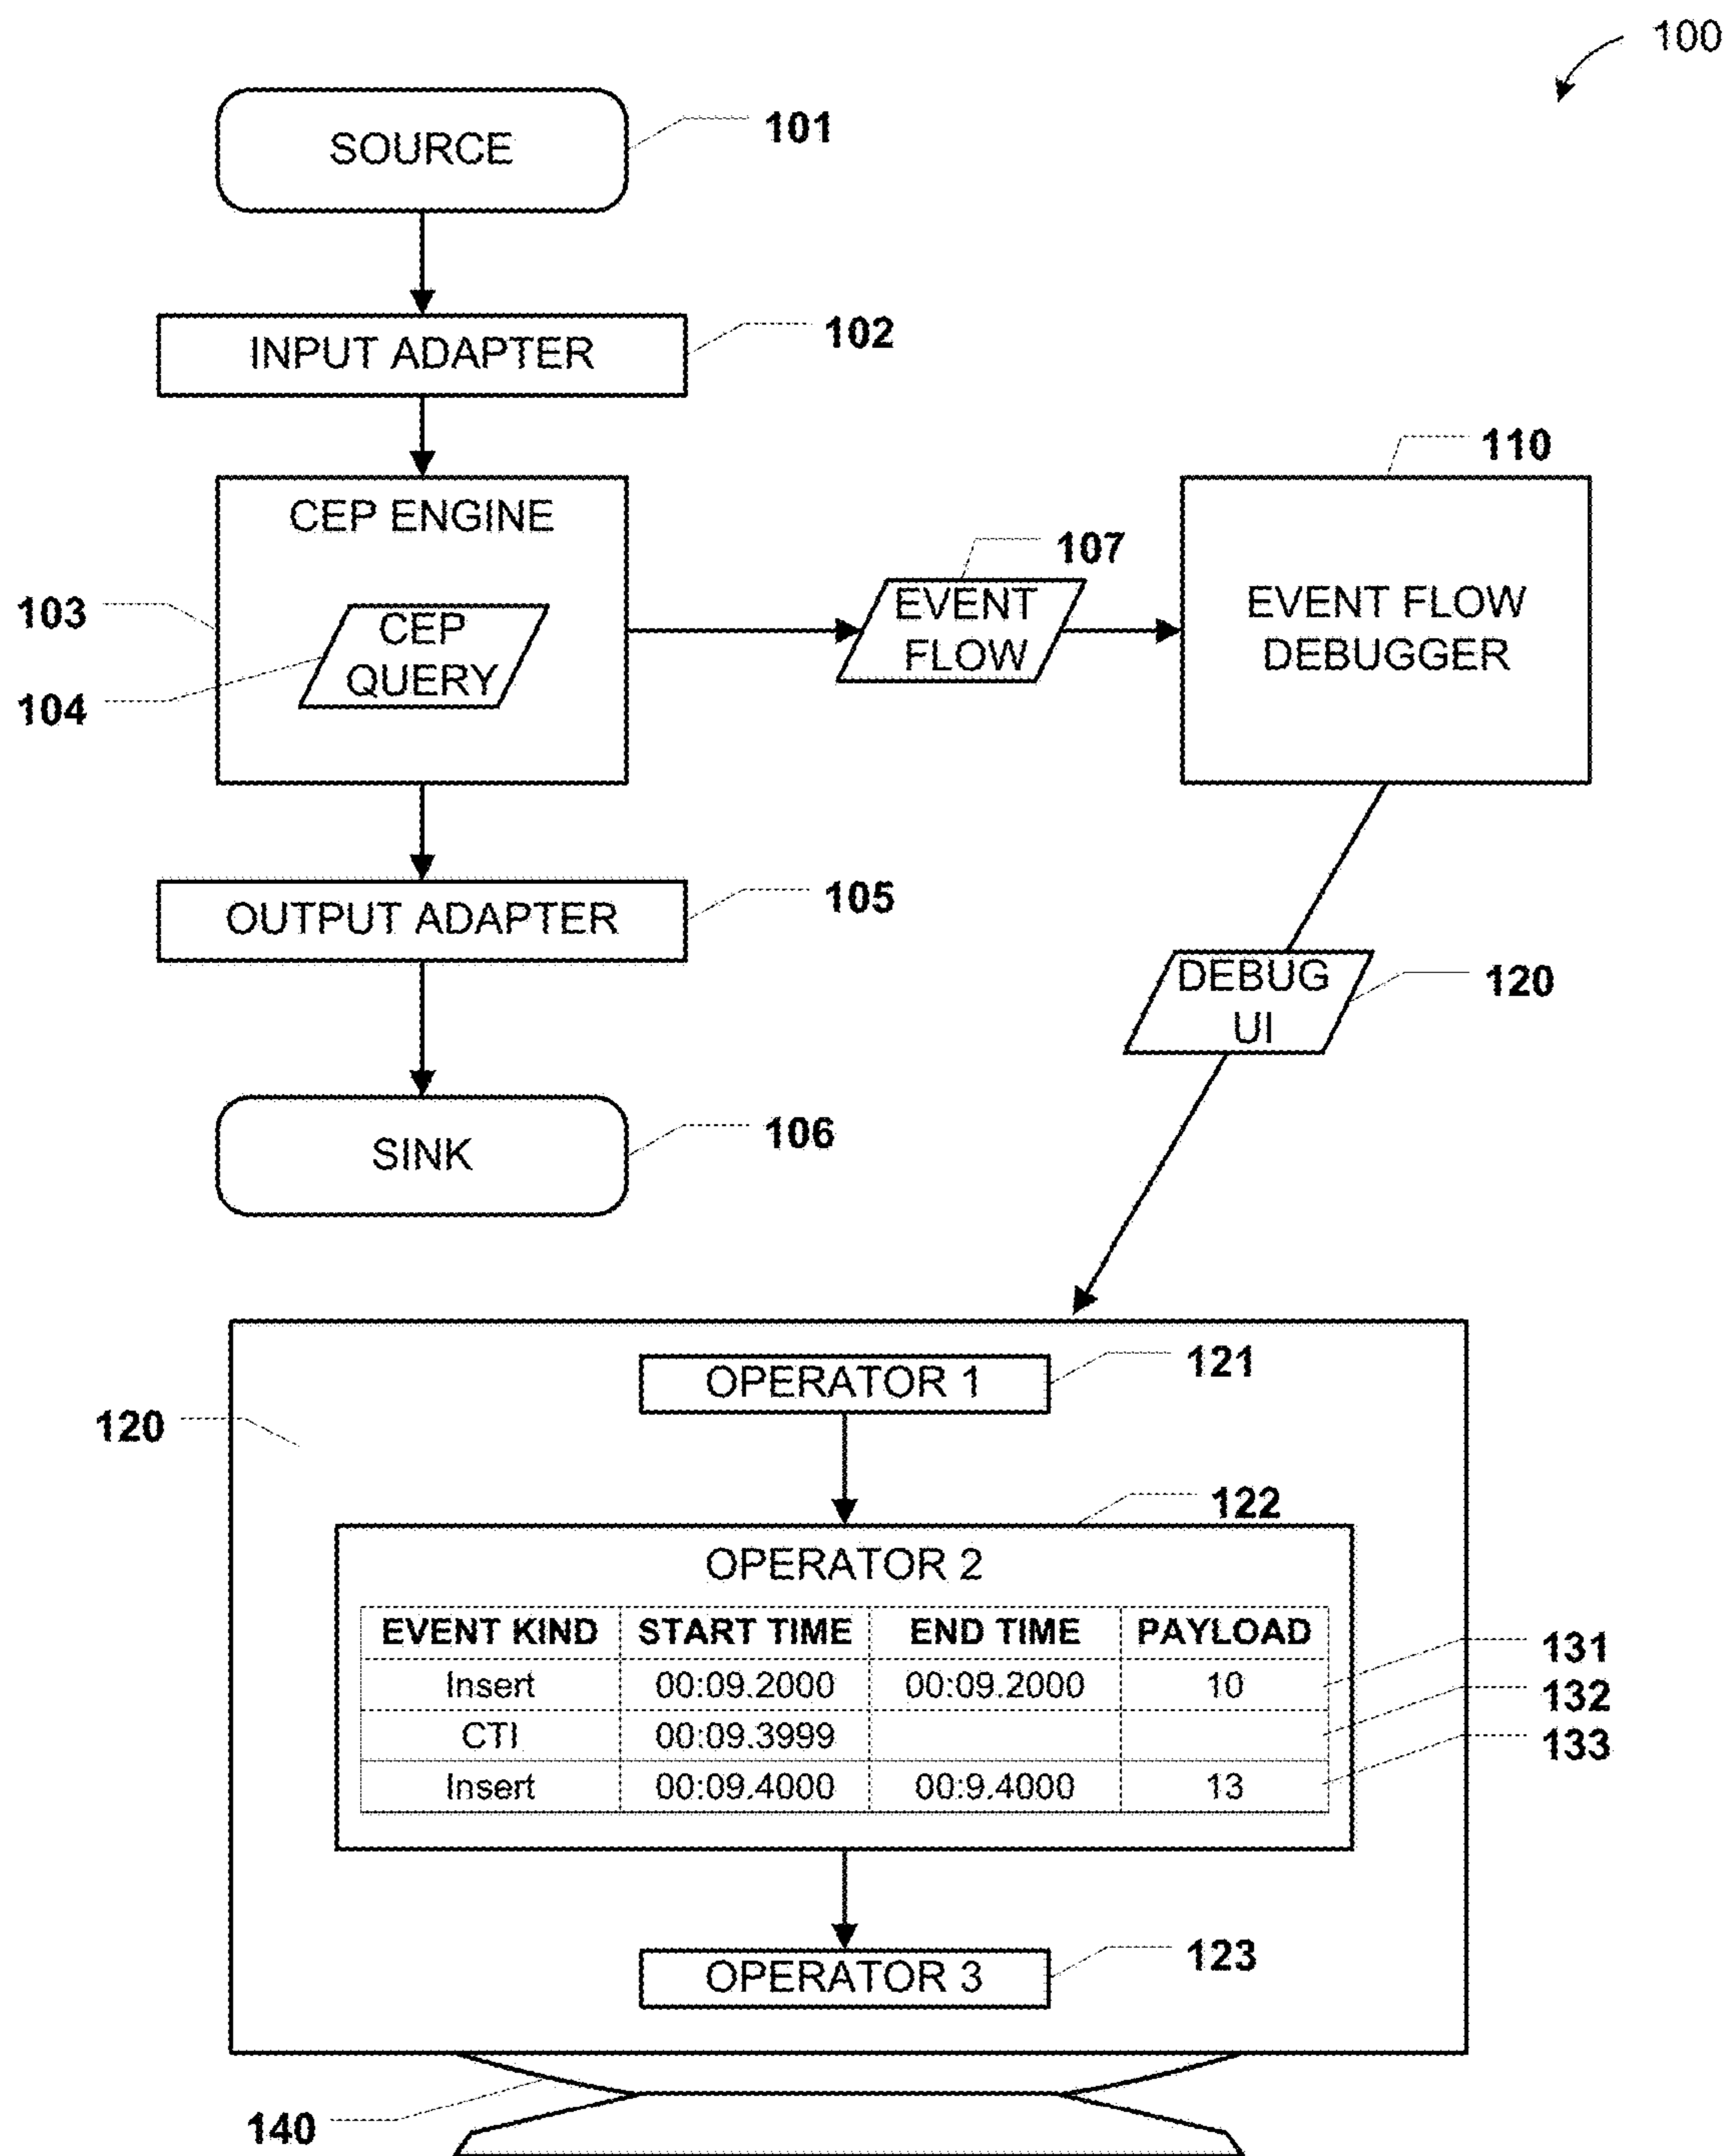 100
SOURCE
101
INPUT ADAPTER
102
110
CEP ENGINE
107
103
CEP
QUERY
EVENT
FLOW
EVENT FLOW
DEBUGGER
104
OUTPUT ADAPTER
105
DEBUG
UI
120
SINK
106
OPERATOR 1
121
120
122
OPERATOR 2
EVENT KIND START TIME END TIME PAYLOAD
131
Insert 00:09.2000 00:09.2000 10
132
CTI 00:09.3999
133
Insert 00:09.4000 00:9.4000 13
OPERATOR 3
123
140